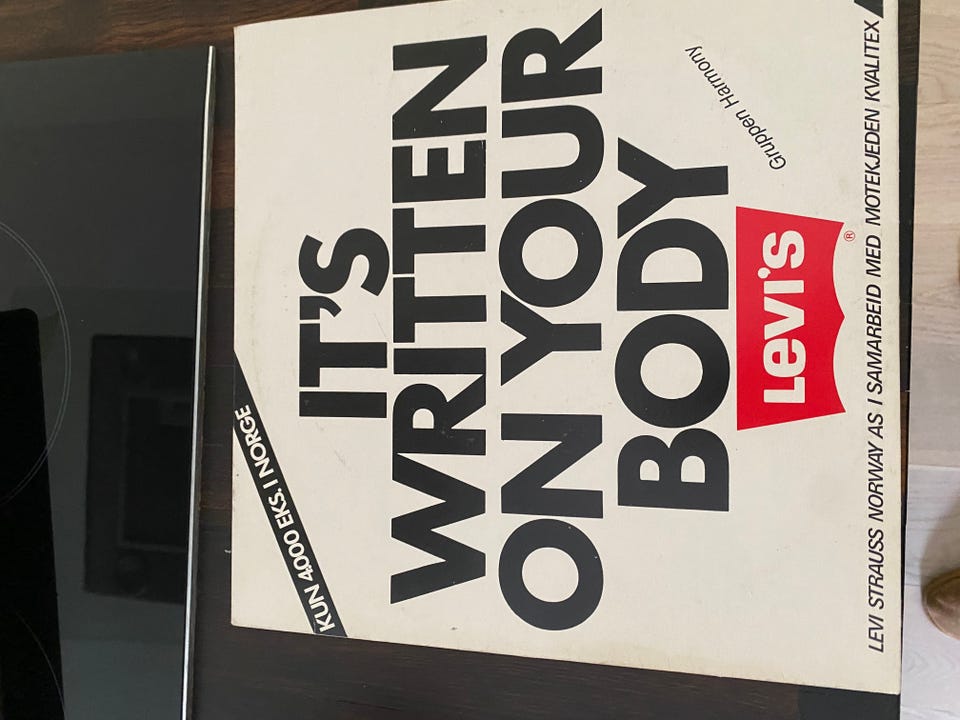 KUN 4000 EKS. I NORGE
IT'S
WRITTEN
ON YOUR
BODY
Gruppen Harmony
Levi's ®
LEVI STRAUSS NORWAY AS I SAMARBEID MED MOTEKJEDEN KVALITEX